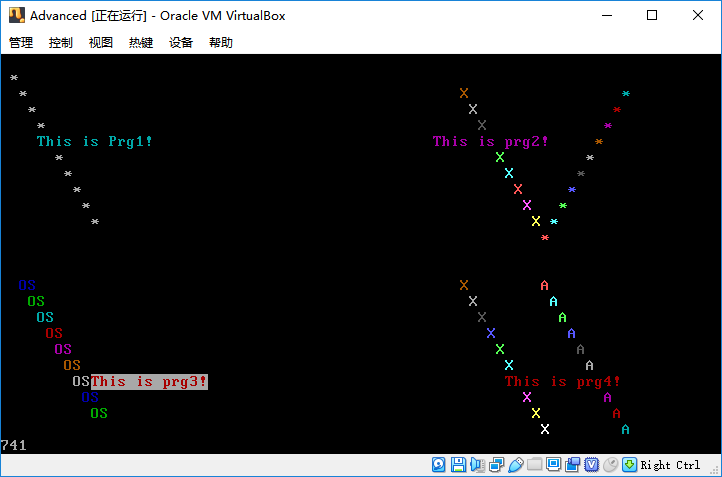 Advanced [正在运行] - Oracle VM VirtualBox
管理 控制 视图 热键 设备 帮助
*
* X *
* X *
* X *
This is Prg1! This is prg2! *
* X *
* X *
* X *
* X *
* X *
*
OS X A
OS X A
OS X A
OS X A
OS X A
OS X A
OS This is prg3! This is prg4!
OS X A
OS X A
X A
741
Right Ctrl